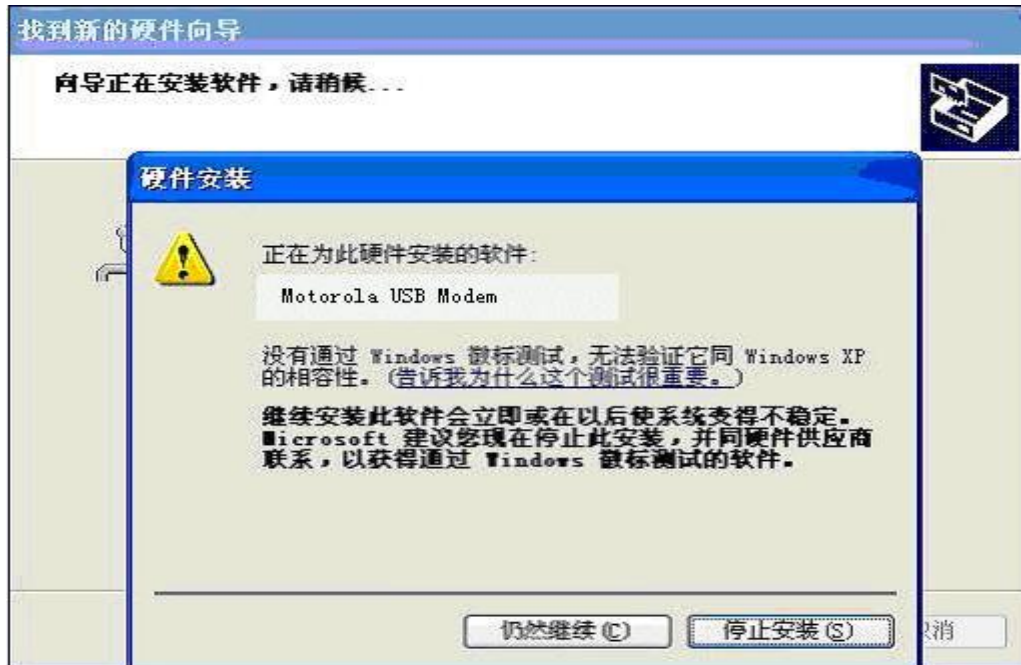 找到新的硬件向导
向导正在安装软件，请稍候...
硬件安装
正在为此硬件安装的软件:
Motorola USB Modem
没有通过 Windows 徽标测试，无法验证它同 Windows XP
的相容性。(告诉我为什么这个测试很重要。)
继续安装此软件会立即或在以后使系统变得不稳定。
Microsoft 建议您现在停止此安装，并同硬件供应商
联系，以获得通过 Windows 徽标测试的软件。
仍然继续(C)
停止安装(S)
消